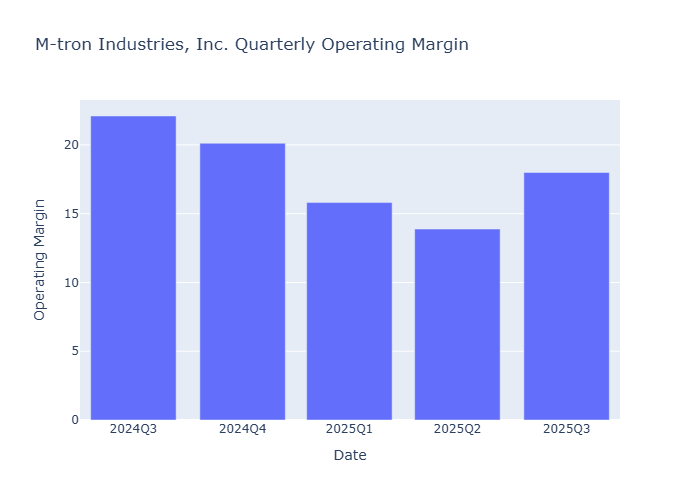 M-tron Industries, Inc. Quarterly Operating Margin
20
15
10
5
0
Operating Margin
2024Q3 2024Q4 2025Q1 2025Q2 2025Q3
Date